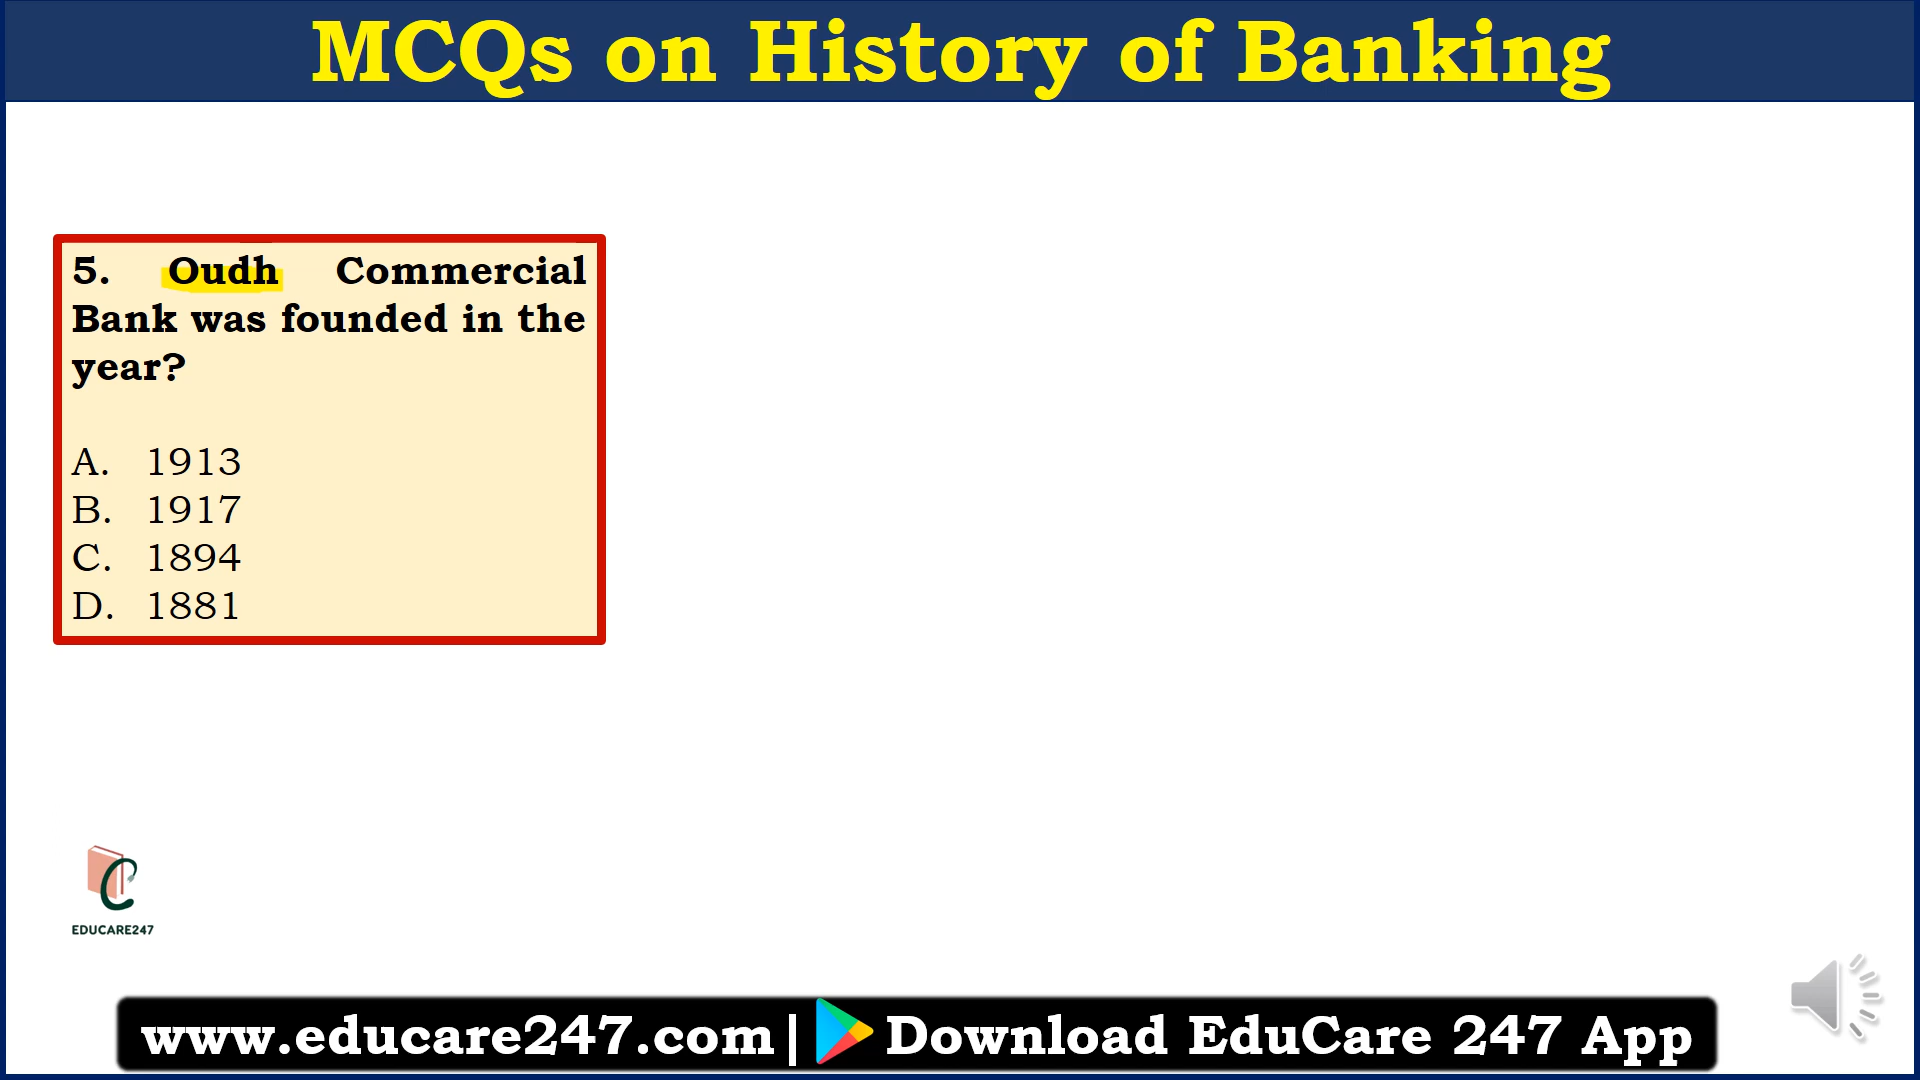 MCQs on History of Banking
5. Oudh Commercial
Bank was founded in the
year?
A. 1913
B. 1917
C. 1894
D. 1881
EDUCARE247
www.educare247.com| Download EduCare 247 App